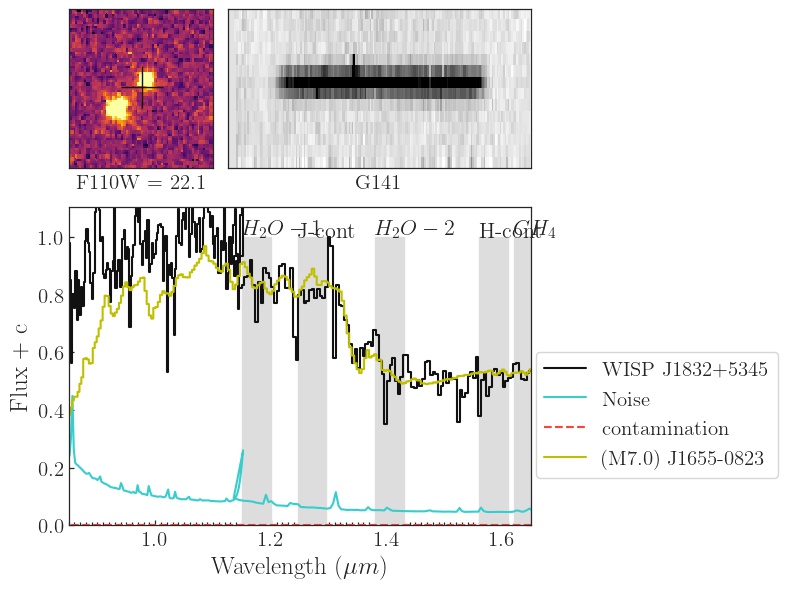 F110W = 22.1
G141
H₂O − 1
J-cont
H₂O − 2
H-cont
CH₄
1.0
0.8
0.6
0.4
0.2
0.0
Flux + c
1.0
1.2
1.4
1.6
Wavelength (μm)
WISP J1832+5345
Noise
contamination
(M7.0) J1655-0823